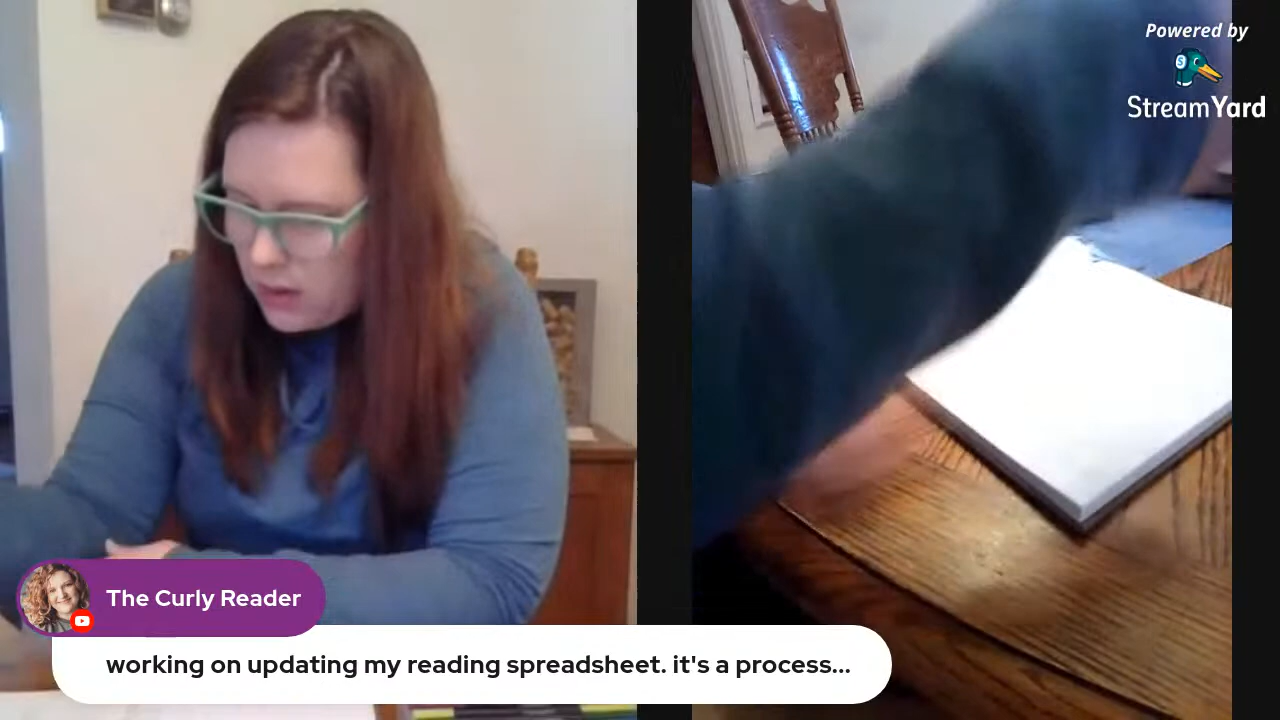 Powered by
StreamYard
The Curly Reader
working on updating my reading spreadsheet. it's a process...